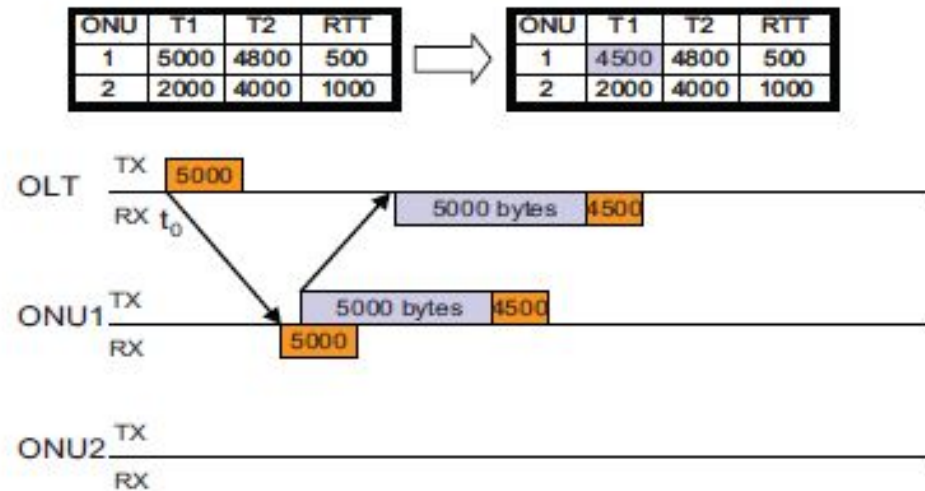 ONU T1 T2 RTT
1 5000 4800 500
2 2000 4000 1000
ONU T1 T2 RTT
1 4500 4800 500
2 2000 4000 1000
OLT TX 5000
RX t0 5000 bytes 4500
ONU1 TX 5000 bytes 4500
RX 5000
ONU2 TX
RX